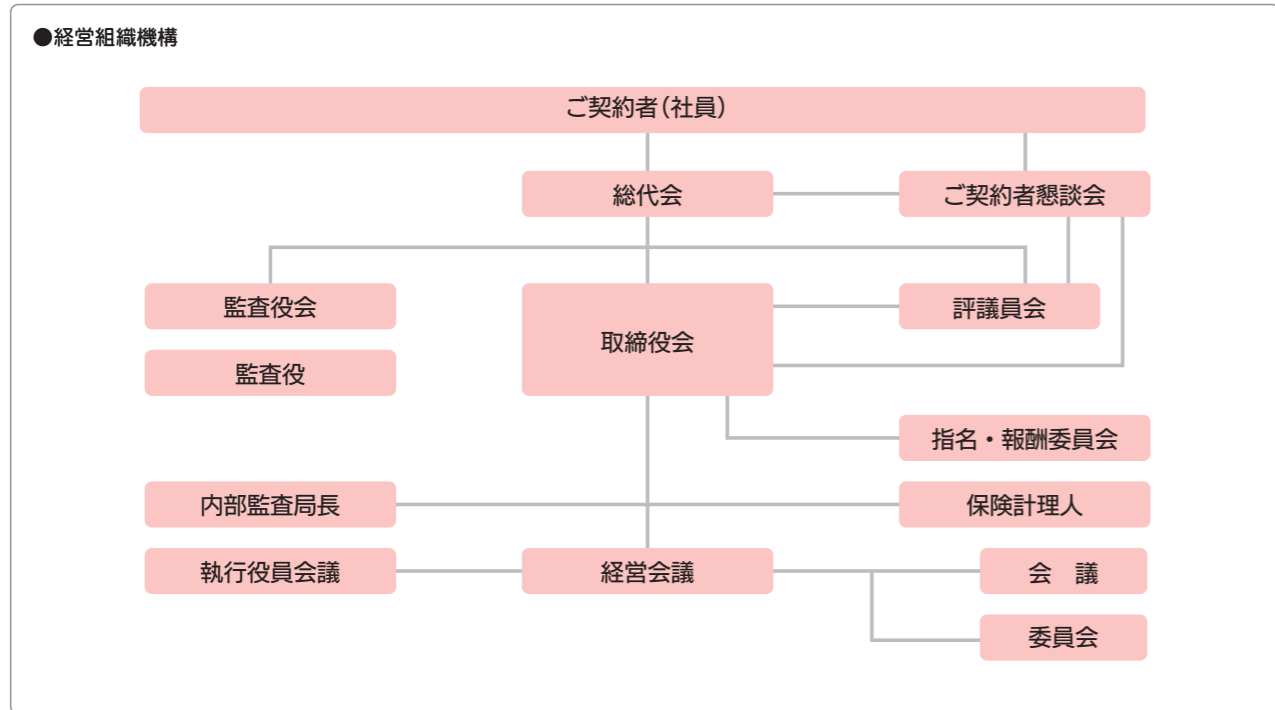 ●経営組織機構
ご契約者(社員)
総代会
ご契約者懇談会
監査役会
取締役会
評議員会
監査役
指名・報酬委員会
内部監査局長
保険計理人
執行役員会議
経営会議
会　議
委員会